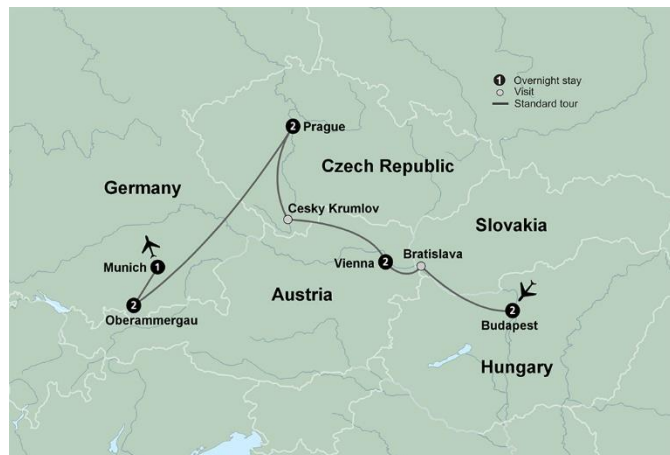 1 Overnight stay
Visit
Standard tour
2 Prague
Czech Republic
Germany
Cesky Krumlov
Slovakia
Munich 1
Vienna 2
Bratislava
Austria
2
Oberammergau
2
Budapest
Hungary